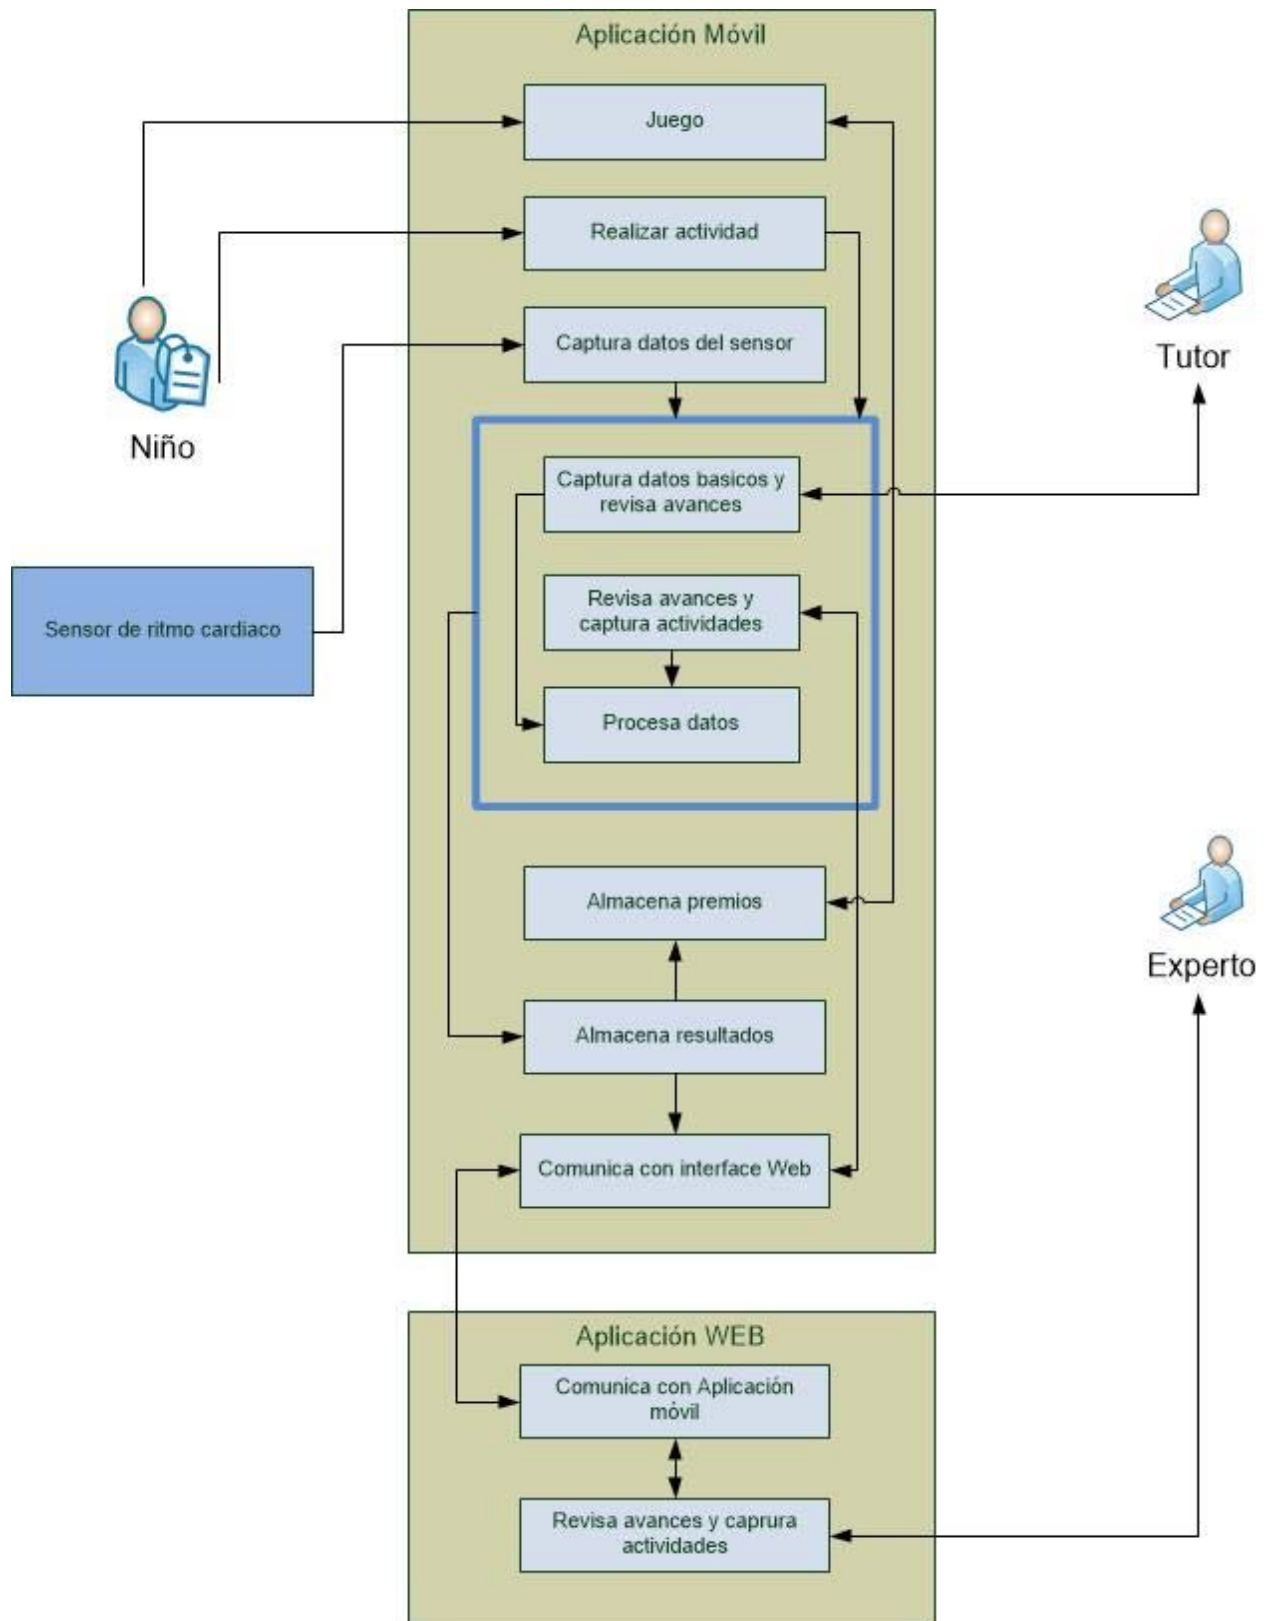 Aplicación Móvil
Juego
Realizar actividad
Captura datos del sensor
Niño
Tutor
Captura datos basicos y
revisa avances
Sensor de ritmo cardiaco
Revisa avances y
captura actividades
Procesa datos
Almacena premios
Experto
Almacena resultados
Comunica con interface Web
Aplicación WEB
Comunica con Aplicación
móvil
Revisa avances y caprura
actividades